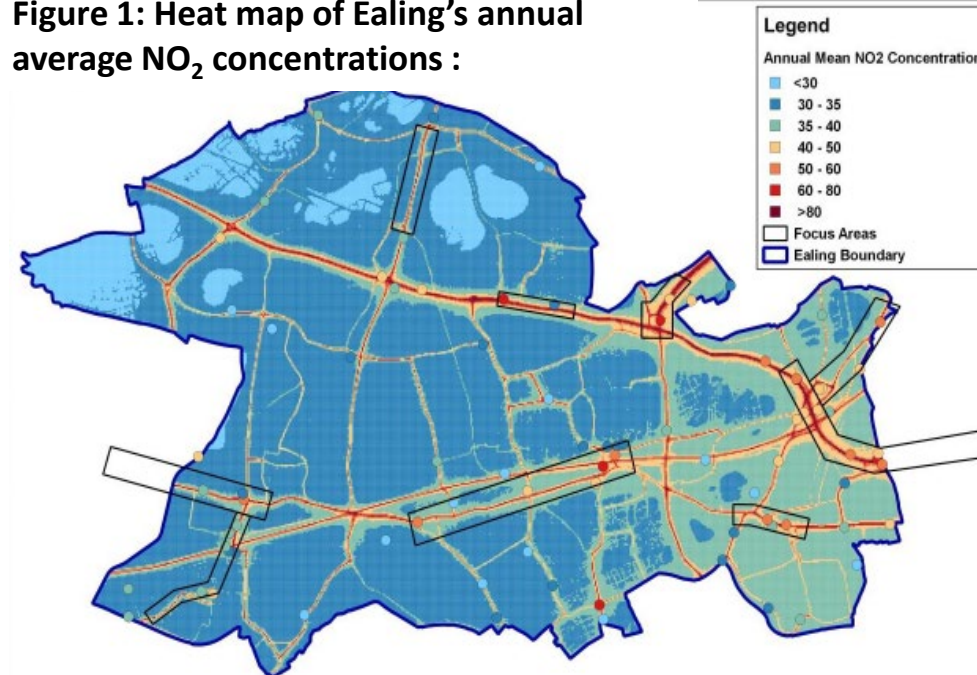 Figure 1: Heat map of Ealing's annual
average NO₂ concentrations :
Legend
Annual Mean NO2 Concentration
<30
30 - 35
35 - 40
40 - 50
50 - 60
60 - 80
>80
Focus Areas
Ealing Boundary